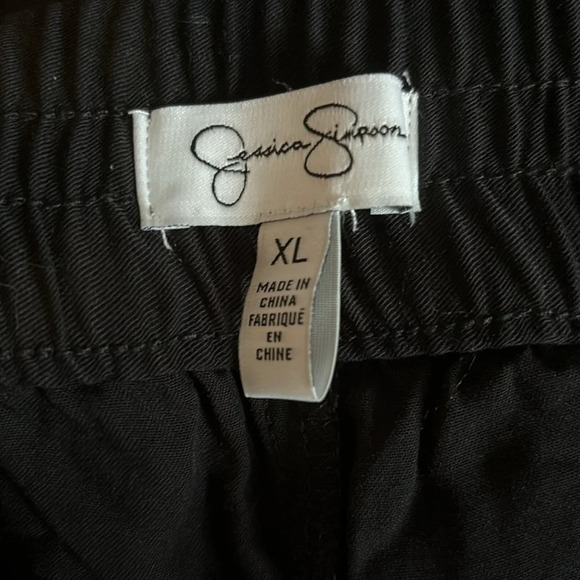 Jessica Simpson
XL
MADE IN
CHINA
FABRIQUÉ
EN
CHINE